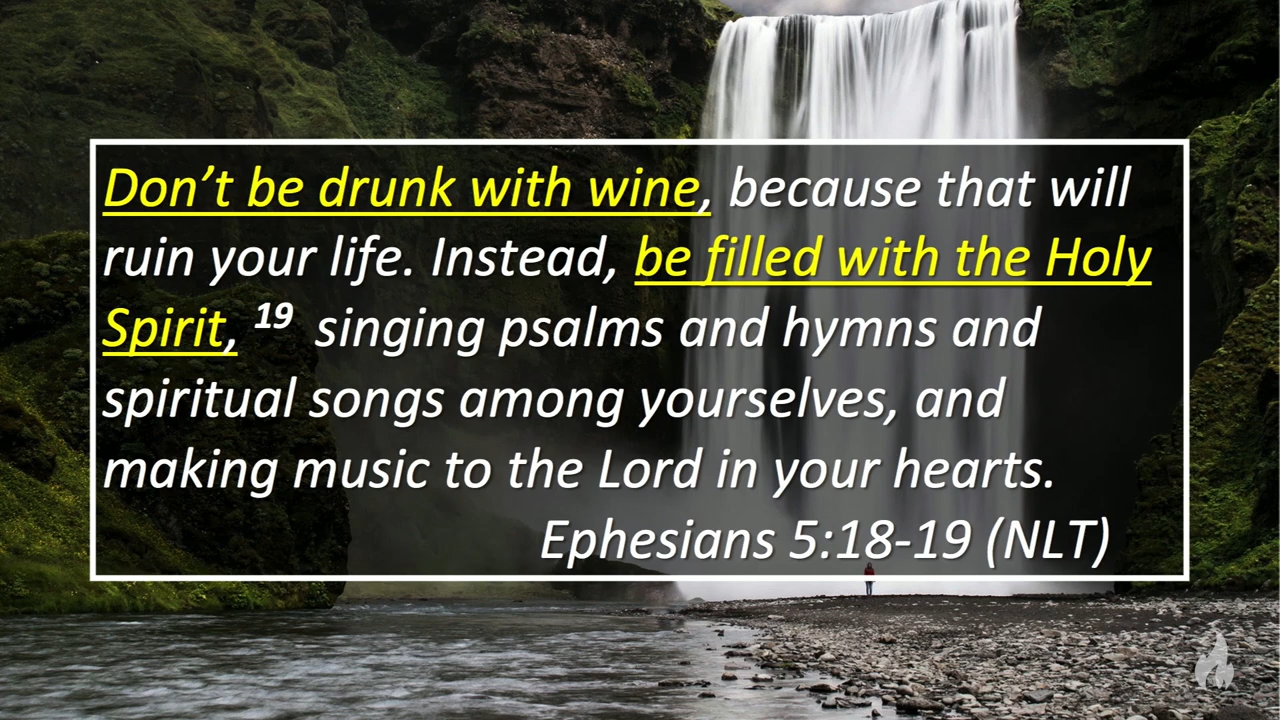 Don’t be drunk with wine, because that will
ruin your life. Instead, be filled with the Holy
Spirit, 19 singing psalms and hymns and
spiritual songs among yourselves, and
making music to the Lord in your hearts.
Ephesians 5:18-19 (NLT)